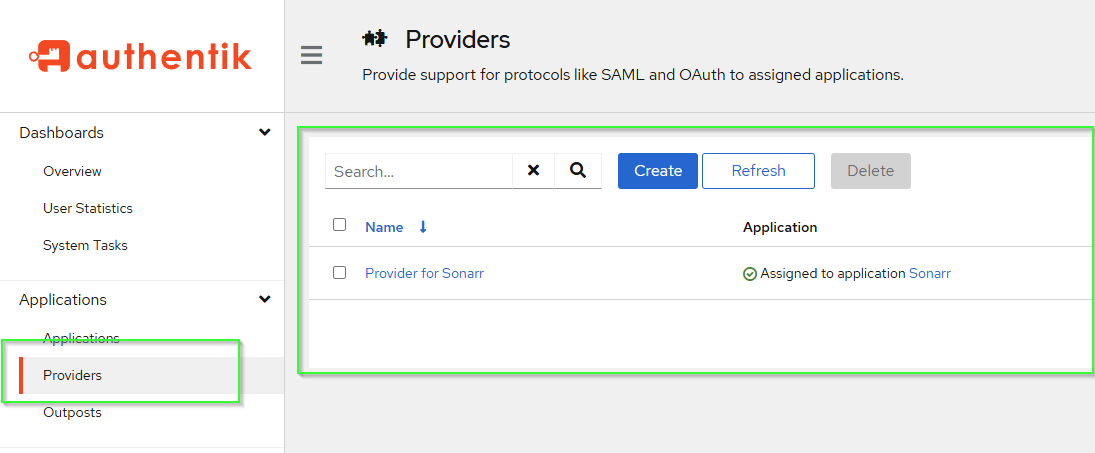 authentik
Providers
Provide support for protocols like SAML and OAuth to assigned applications.
Dashboards
Overview
User Statistics
System Tasks
Applications
Applications
Providers
Outposts
Search...
Create
Refresh
Delete
Name
Application
Provider for Sonarr
Assigned to application Sonarr